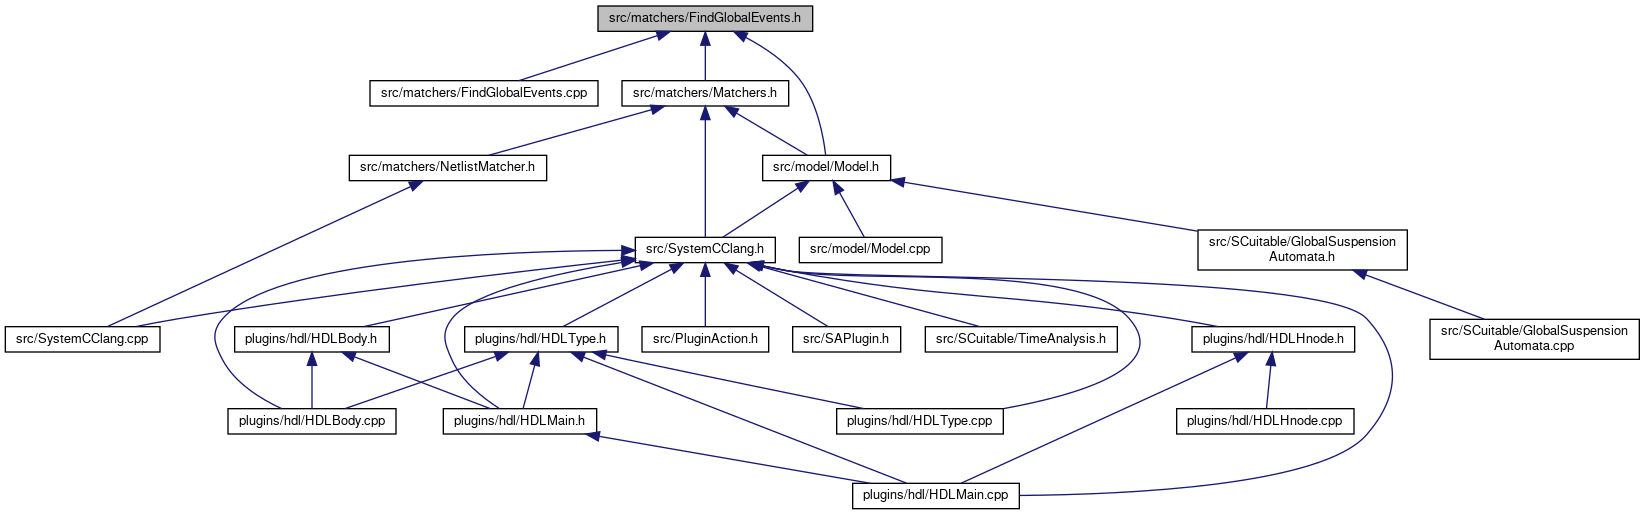 src/matchers/FindGlobalEvents.h
src/matchers/FindGlobalEvents.cpp
src/matchers/Matchers.h
src/matchers/NetlistMatcher.h
src/model/Model.h
src/SystemCClang.h
src/model/Model.cpp
src/SCuitable/GlobalSuspension
Automata.h
src/SystemCClang.cpp
plugins/hdl/HDLBody.h
plugins/hdl/HDLType.h
src/PluginAction.h
src/SAPlugin.h
src/SCuitable/TimeAnalysis.h
plugins/hdl/HDLHnode.h
src/SCuitable/GlobalSuspension
Automata.cpp
plugins/hdl/HDLBody.cpp
plugins/hdl/HDLMain.h
plugins/hdl/HDLType.cpp
plugins/hdl/HDLHnode.cpp
plugins/hdl/HDLMain.cpp